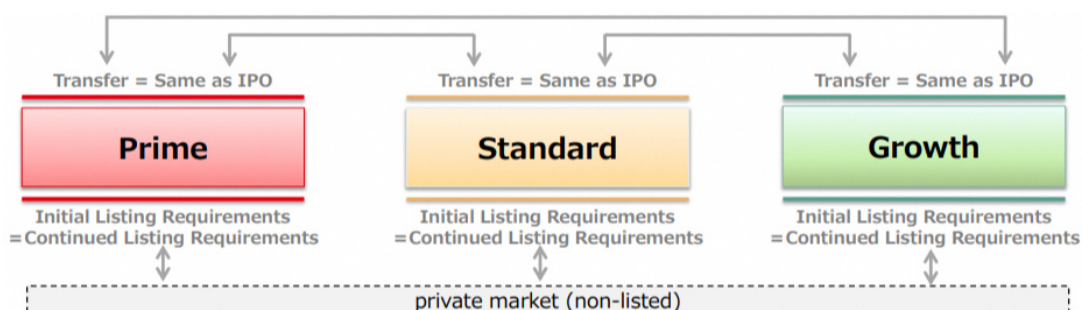 Transfer = Same as IPO
Transfer = Same as IPO
Transfer = Same as IPO
Prime
Standard
Growth
Initial Listing Requirements
=Continued Listing Requirements
Initial Listing Requirements
=Continued Listing Requirements
Initial Listing Requirements
=Continued Listing Requirements
private market (non-listed)